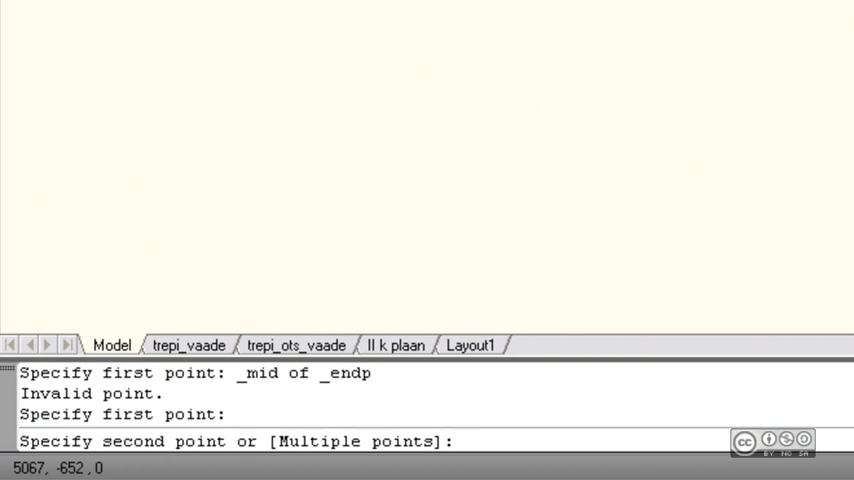 Model trepi_vaade trepi_ots_vaade II k plaan Layout1
Specify first point: _mid of _endp
Invalid point.
Specify first point:
Specify second point or [Multiple points]:
cc BY NC SA
5067, -652 , 0